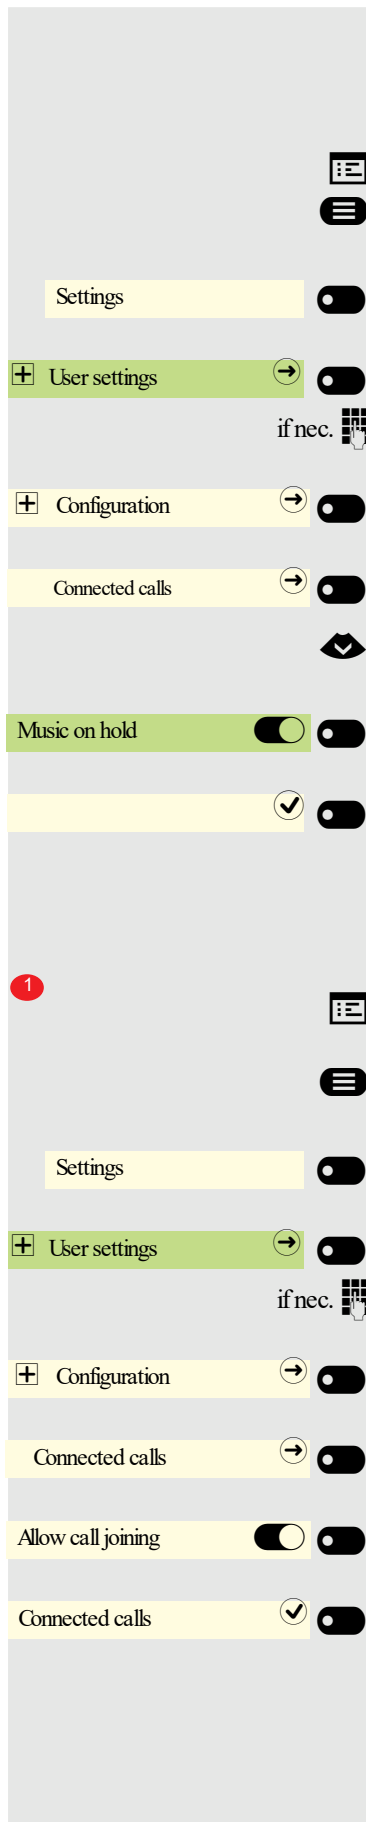 Settings
User settings
if nec.
Configuration
Connected calls
Music on hold
1
Settings
User settings
if nec.
Configuration
Connected calls
Allow call joining
Connected calls